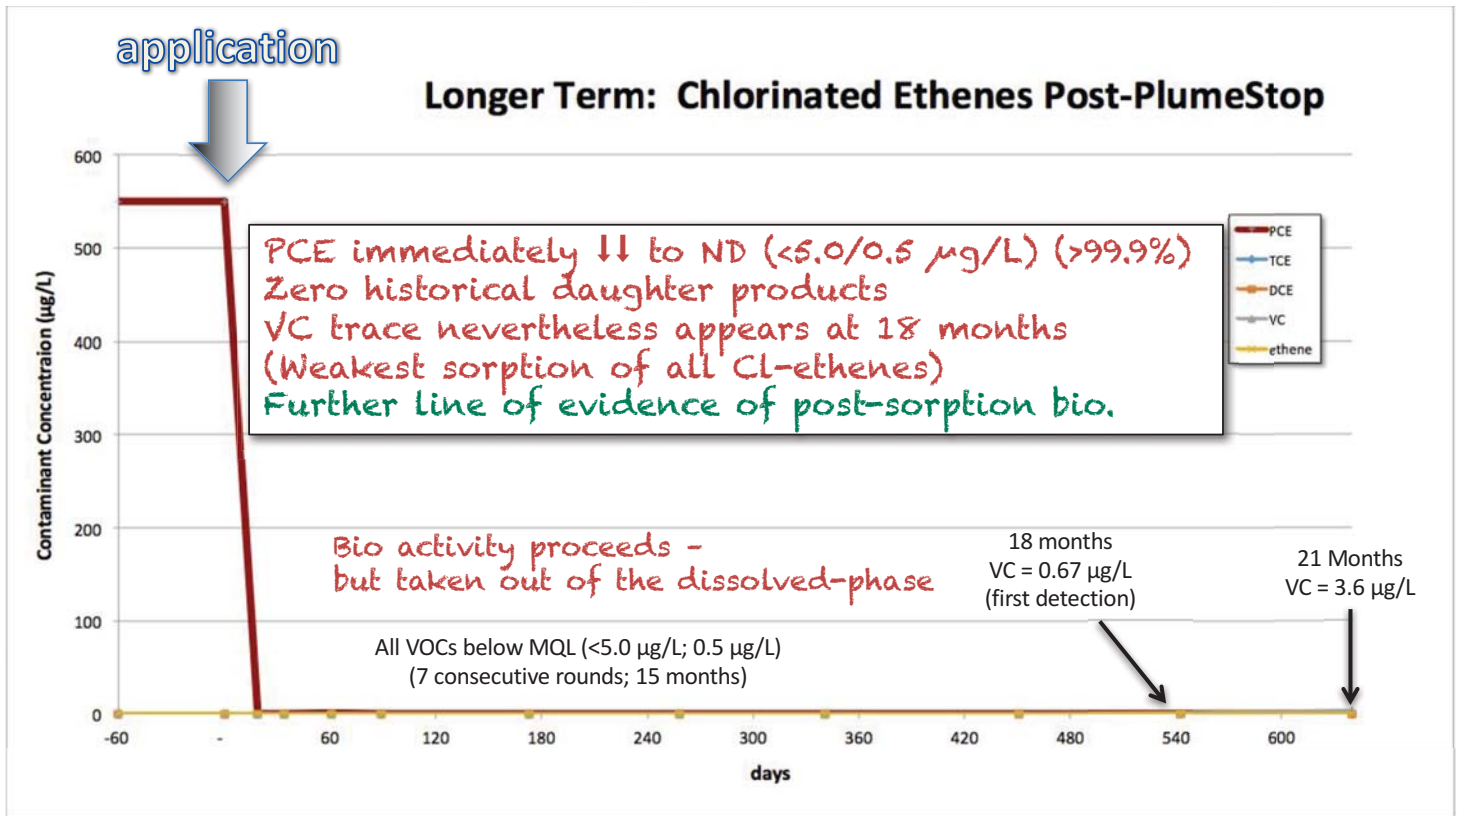 application
Longer Term: Chlorinated Ethenes Post-PlumeStop
Contaminant Concentraion (µg/L)
600
500
400
300
200
100
0
PCE immediately ⬇⬇ to ND (<5.0/0.5 µg/L) (>99.9%)
Zero historical daughter products
VC trace nevertheless appears at 18 months
(Weakest sorption of all Cl-ethenes)
Further line of evidence of post-sorption bio.
PCE
TCE
DCE
VC
ethene
Bio activity proceeds –
but taken out of the dissolved-phase
All VOCs below MQL (<5.0 µg/L; 0.5 µg/L)
(7 consecutive rounds; 15 months)
18 months
VC = 0.67 µg/L
(first detection)
21 Months
VC = 3.6 µg/L
-60 - 60 120 180 240 300 360 420 480 540 600
days